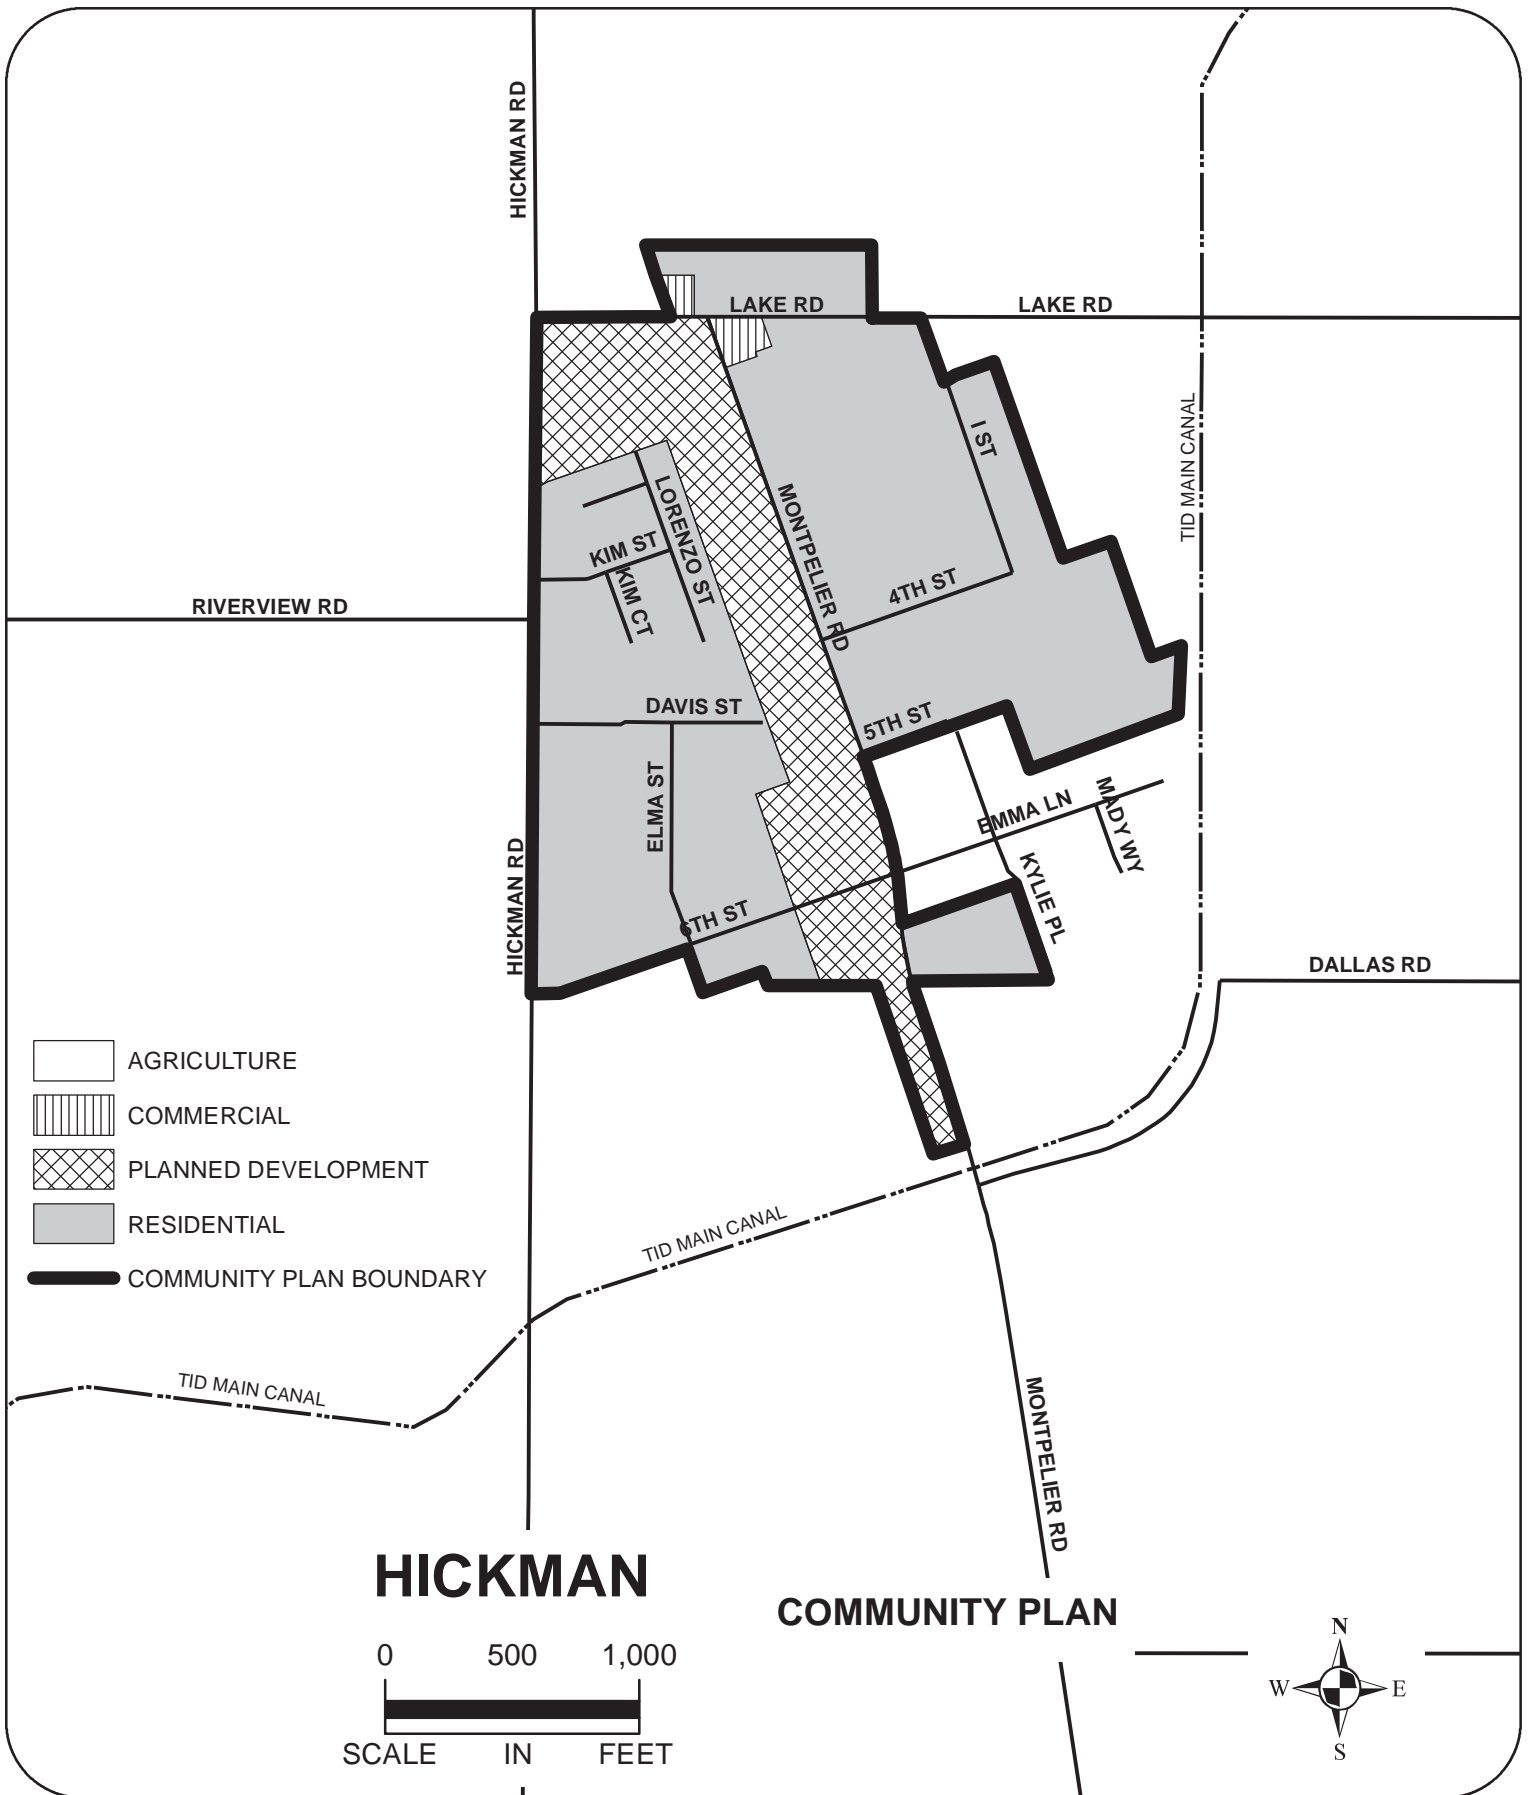 HICKMAN RD
LAKE RD
LAKE RD
I ST
TID MAIN CANAL
LORENZO ST
MONTPELIER RD
KIM ST
KIM CT
4TH ST
RIVERVIEW RD
DAVIS ST
5TH ST
ELMA ST
EMMA LN
MADY WY
HICKMAN RD
KYLIE PL
6TH ST
DALLAS RD
AGRICULTURE
COMMERCIAL
PLANNED DEVELOPMENT
RESIDENTIAL
COMMUNITY PLAN BOUNDARY
TID MAIN CANAL
TID MAIN CANAL
MONTPELIER RD
HICKMAN
COMMUNITY PLAN
0 500 1,000
SCALE IN FEET
N
W E
S